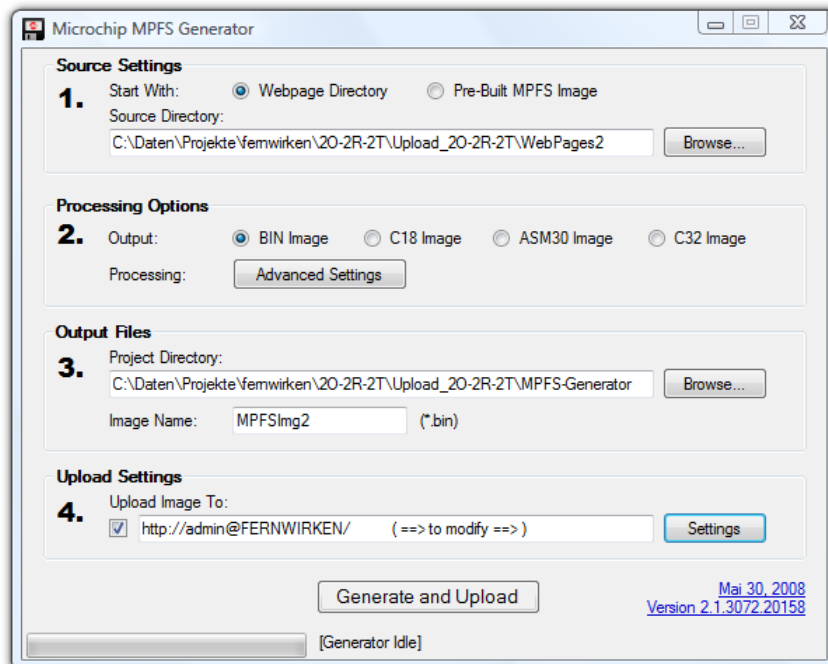 Microchip MPFS Generator
Source Settings
1.
Start With: Webpage Directory Pre-Built MPFS Image
Source Directory:
C:\Daten\Projekte\fernwirken\2O-2R-2T\Upload_2O-2R-2T\WebPages2 Browse...
Processing Options
2. Output: BIN Image C18 Image ASM30 Image C32 Image
Processing: Advanced Settings
Output Files
3.
Project Directory:
C:\Daten\Projekte\fernwirken\2O-2R-2T\Upload_2O-2R-2T\MPFS-Generator Browse...
Image Name: MPFSImg2 (*.bin)
Upload Settings
4.
Upload Image To:
http://admin@FERNWIRKEN/ ( ==> to modify ==> ) Settings
Generate and Upload
Mai 30, 2008
Version 2.1.3072.20158
[Generator Idle]